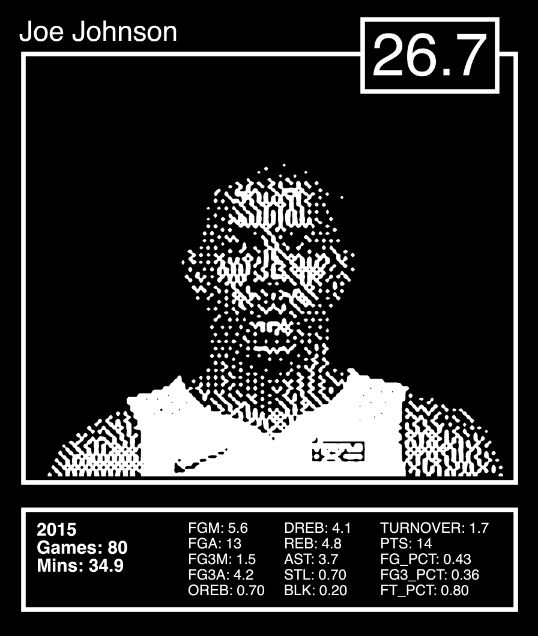 Joe Johnson
26.7
2015
Games: 80
Mins: 34.9
FGM: 5.6
FGA: 13
FG3M: 1.5
FG3A: 4.2
OREB: 0.70
DREB: 4.1
REB: 4.8
AST: 3.7
STL: 0.70
BLK: 0.20
TURNOVER: 1.7
PTS: 14
FG_PCT: 0.43
FG3_PCT: 0.36
FT_PCT: 0.80